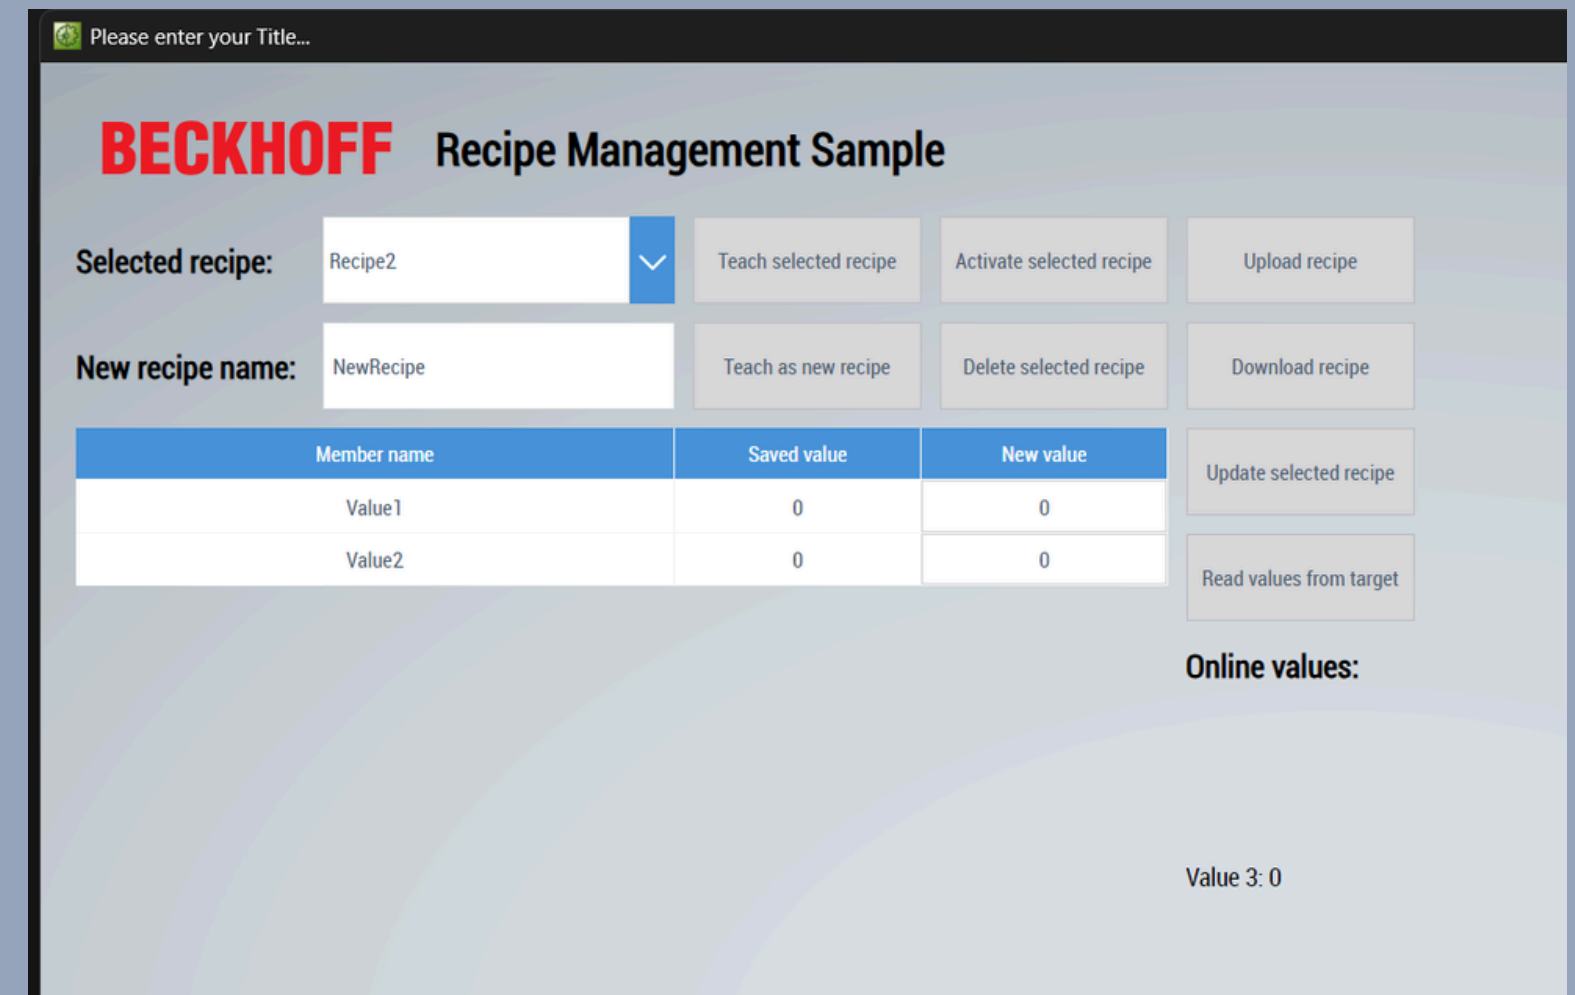 Please enter your Title...
BECKHOFF Recipe Management Sample
Selected recipe: Recipe2 Teach selected recipe Activate selected recipe Upload recipe
New recipe name: NewRecipe Teach as new recipe Delete selected recipe Download recipe
Member name Saved value New value
Update selected recipe
Value1 0 0
Value2 0 0
Read values from target
Online values:
Value 3: 0